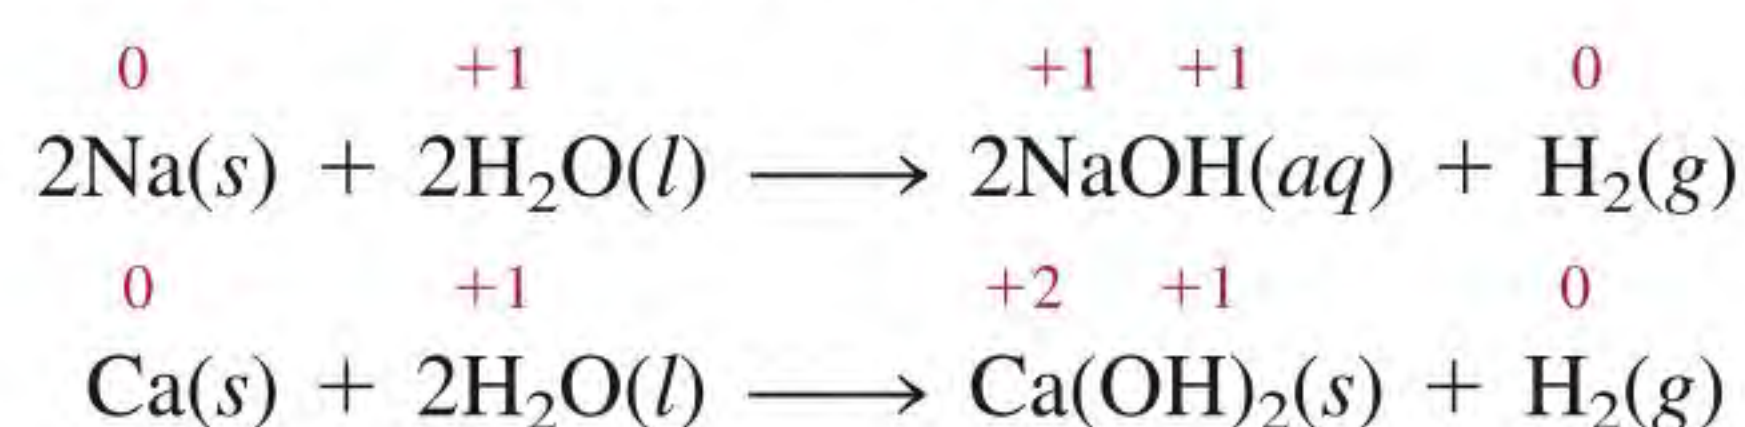 0 +1 +1 +1 0
2Na(s) + 2H₂O(l) ⟶ 2NaOH(aq) + H₂(g)
0 +1 +2 +1 0
Ca(s) + 2H₂O(l) ⟶ Ca(OH)₂(s) + H₂(g)